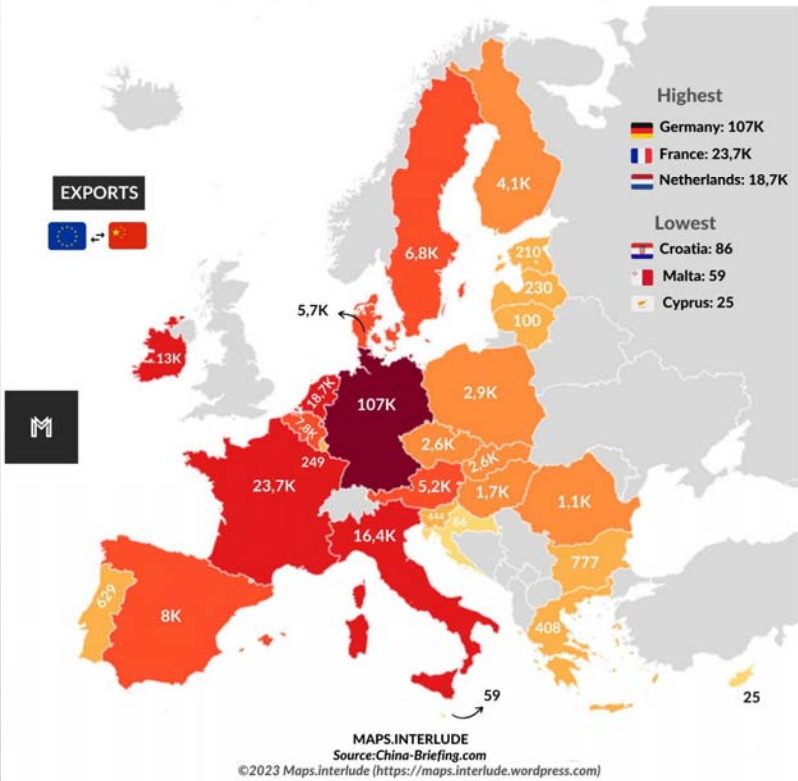 Highest
Germany: 107K
France: 23,7K
Netherlands: 18,7K
Lowest
Croatia: 86
Malta: 59
Cyprus: 25
EXPORTS
4,1K
6,8K
210
230
100
5,7K
13K
18,7K
107K
2,9K
7,8K
249
2,6K
2,6K
23,7K
5,2K
1,7K
1,1K
16,4K
444
86
777
629
8K
408
59
25
M
MAPS.INTERLUDE
Source:China-Briefing.com
©2023 Maps.interlude (https://maps.interlude.wordpress.com)